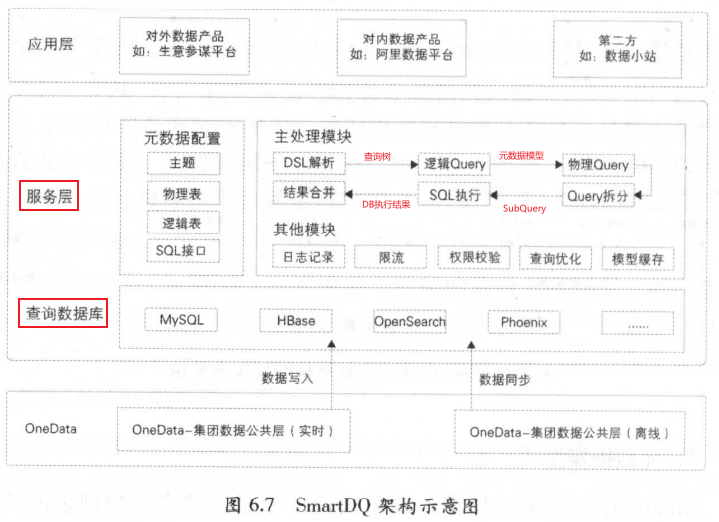 应用层
对外数据产品
如：生意参谋平台
对内数据产品
如：阿里数据平台
第二方
如：数据小站
服务层
元数据配置
主题
物理表
逻辑表
SQL接口
主处理模块
DSL解析
查询树
逻辑Query
元数据模型
物理Query
结果合并
DB执行结果
SQL执行
SubQuery
Query拆分
其他模块
日志记录
限流
权限校验
查询优化
模型缓存
查询数据库
MySQL
HBase
OpenSearch
Phoenix
......
数据写入
数据同步
OneData
OneData-集团数据公共层（实时）
OneData-集团数据公共层（离线）
图 6.7 SmartDQ 架构示意图